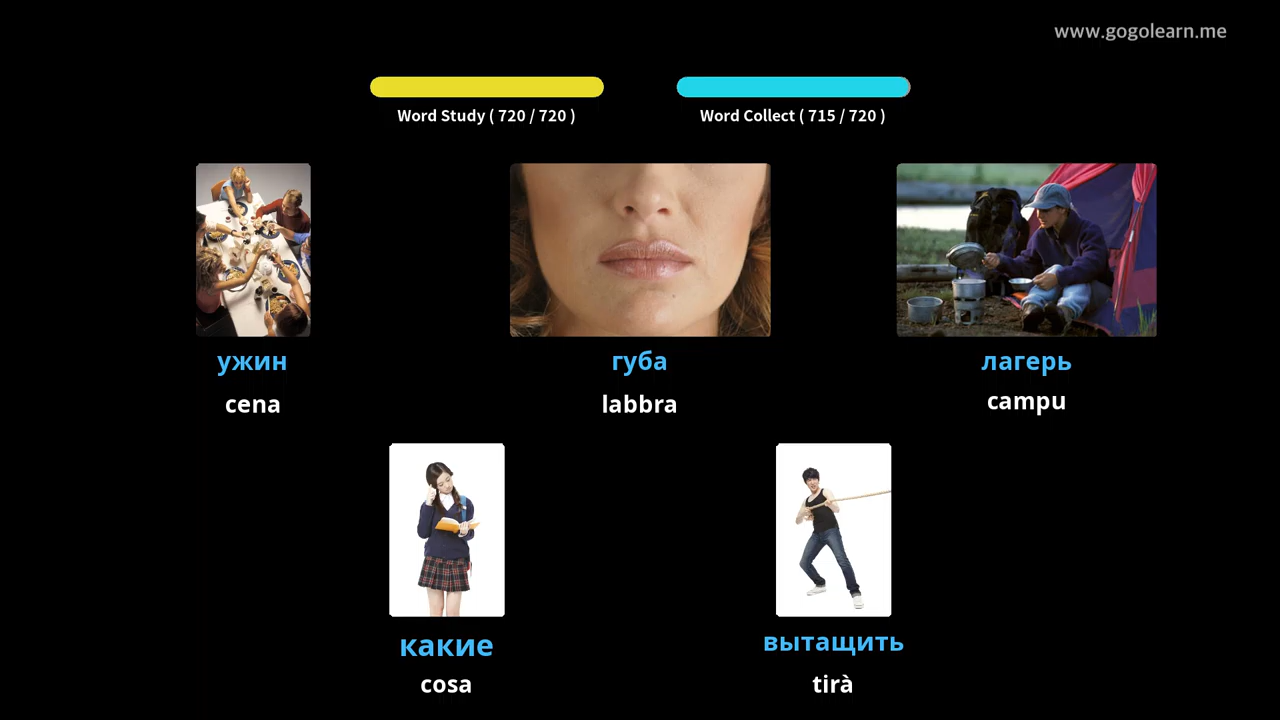 www.gogolearn.me
Word Study ( 720 / 720 )
Word Collect ( 715 / 720 )
ужин
губа
лагерь
cena
labbra
campu
какие
вытащить
cosa
tirà